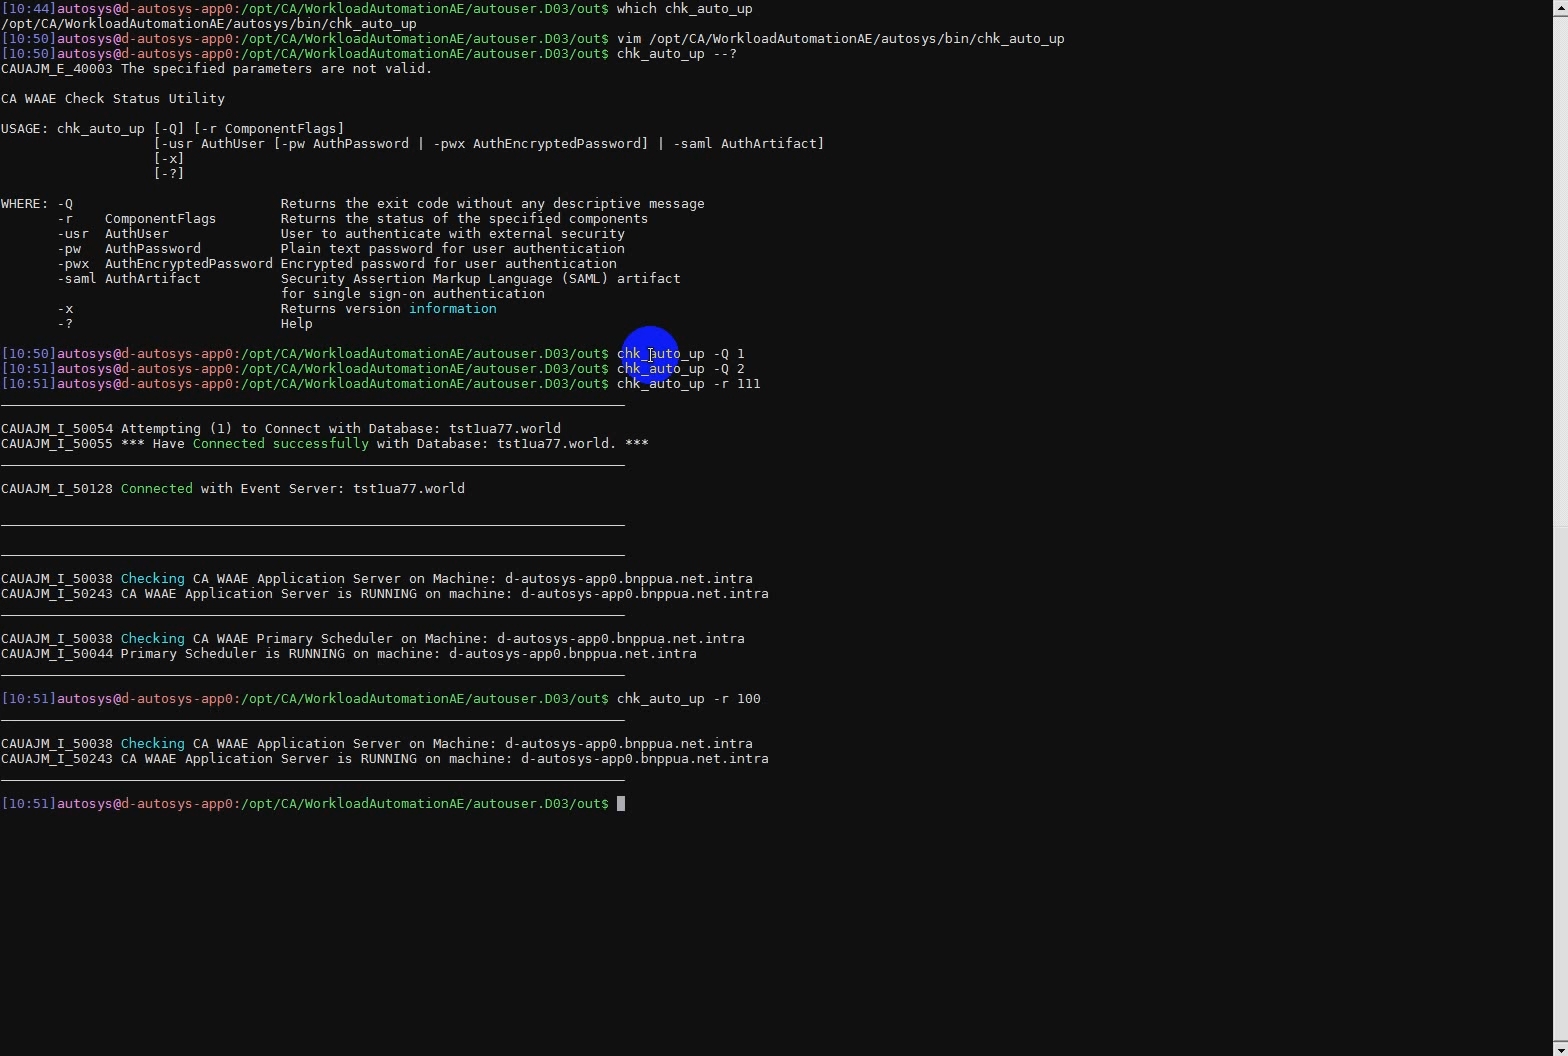 [10:44]autosys@d-autosys-app0:/opt/CA/WorkloadAutomationAE/autouser.D03/out$ which chk_auto_up
/opt/CA/WorkloadAutomationAE/autosys/bin/chk_auto_up
[10:50]autosys@d-autosys-app0:/opt/CA/WorkloadAutomationAE/autouser.D03/out$ vim /opt/CA/WorkloadAutomationAE/autosys/bin/chk_auto_up
[10:50]autosys@d-autosys-app0:/opt/CA/WorkloadAutomationAE/autouser.D03/out$ chk_auto_up --?
CAUAJM_E_40003 The specified parameters are not valid.
CA WAAE Check Status Utility
USAGE: chk_auto_up [-Q] [-r ComponentFlags]
[-usr AuthUser [-pw AuthPassword | -pwx AuthEncryptedPassword] | -saml AuthArtifact]
[-x]
[-?]
WHERE: -Q Returns the exit code without any descriptive message
-r ComponentFlags Returns the status of the specified components
-usr AuthUser User to authenticate with external security
-pw AuthPassword Plain text password for user authentication
-pwx AuthEncryptedPassword Encrypted password for user authentication
-saml AuthArtifact Security Assertion Markup Language (SAML) artifact
for single sign-on authentication
-x Returns version information
-? Help
[10:50]autosys@d-autosys-app0:/opt/CA/WorkloadAutomationAE/autouser.D03/out$ chk_auto_up -Q 1
[10:51]autosys@d-autosys-app0:/opt/CA/WorkloadAutomationAE/autouser.D03/out$ chk_auto_up -Q 2
[10:51]autosys@d-autosys-app0:/opt/CA/WorkloadAutomationAE/autouser.D03/out$ chk_auto_up -r 111
CAUAJM_I_50054 Attempting (1) to Connect with Database: tst1ua77.world
CAUAJM_I_50055 *** Have Connected successfully with Database: tst1ua77.world. ***
CAUAJM_I_50128 Connected with Event Server: tst1ua77.world
CAUAJM_I_50038 Checking CA WAAE Application Server on Machine: d-autosys-app0.bnppua.net.intra
CAUAJM_I_50243 CA WAAE Application Server is RUNNING on machine: d-autosys-app0.bnppua.net.intra
CAUAJM_I_50038 Checking CA WAAE Primary Scheduler on Machine: d-autosys-app0.bnppua.net.intra
CAUAJM_I_50044 Primary Scheduler is RUNNING on machine: d-autosys-app0.bnppua.net.intra
[10:51]autosys@d-autosys-app0:/opt/CA/WorkloadAutomationAE/autouser.D03/out$ chk_auto_up -r 100
CAUAJM_I_50038 Checking CA WAAE Application Server on Machine: d-autosys-app0.bnppua.net.intra
CAUAJM_I_50243 CA WAAE Application Server is RUNNING on machine: d-autosys-app0.bnppua.net.intra
[10:51]autosys@d-autosys-app0:/opt/CA/WorkloadAutomationAE/autouser.D03/out$